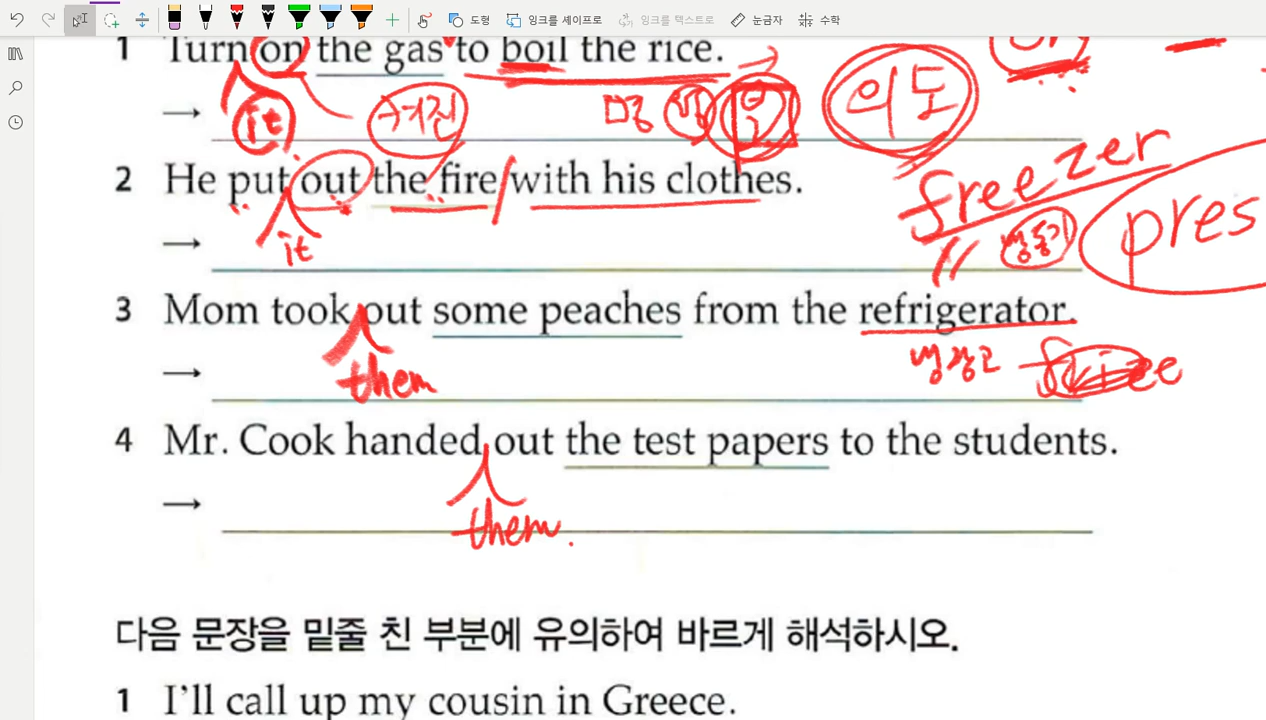 도형 잉크를 셰이프로 잉크를 텍스트로 눈금자 수학
1 Turn on the gas to boil the rice.
→ it 켜진 의도
freezer
2 He put out the fire / with his clothes.
→ it 냉동기 pres
3 Mom took out some peaches from the refrigerator.
→ them 냉장고
4 Mr. Cook handed out the test papers to the students.
→ them.
다음 문장을 밑줄 친 부분에 유의하여 바르게 해석하시오.
1 I'll call up my cousin in Greece.